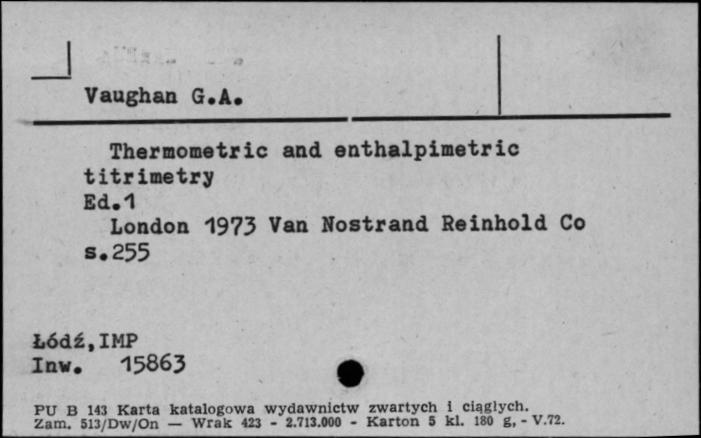 Vaughan G.A.
Thermometric and enthalpimetric
titrimetry
Ed.1
London 1973 Van Nostrand Reinhold Co
s.255
Łódź,IMP
Inw. 15863
PU B 143 Karta katalogowa wydawnictw zwartych i ciągłych.
Zam. 513/Dw/On — Wrak 423 - 2.713.000 - Karton 5 kl. 180 g, - V.72.